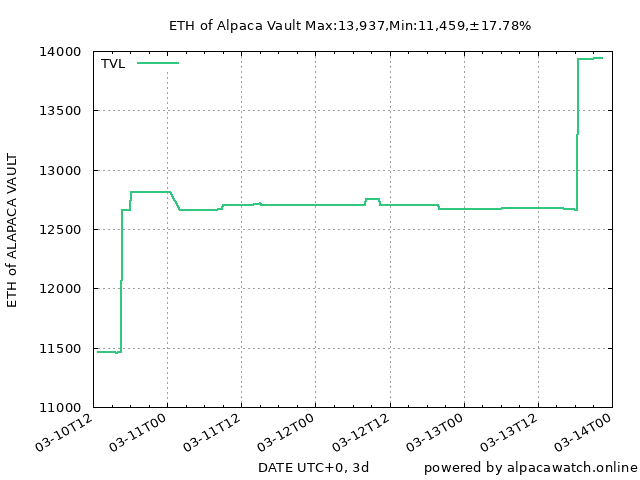 ETH of Alpaca Vault Max:13,937,Min:11,459,±17.78%
TVL
14000
13500
13000
12500
12000
11500
11000
ETH of ALAPACA VAULT
03-10T12
03-11T00
03-11T12
03-12T00
03-12T12
03-13T00
03-13T12
03-14T00
DATE UTC+0, 3d
powered by alpacawatch.online